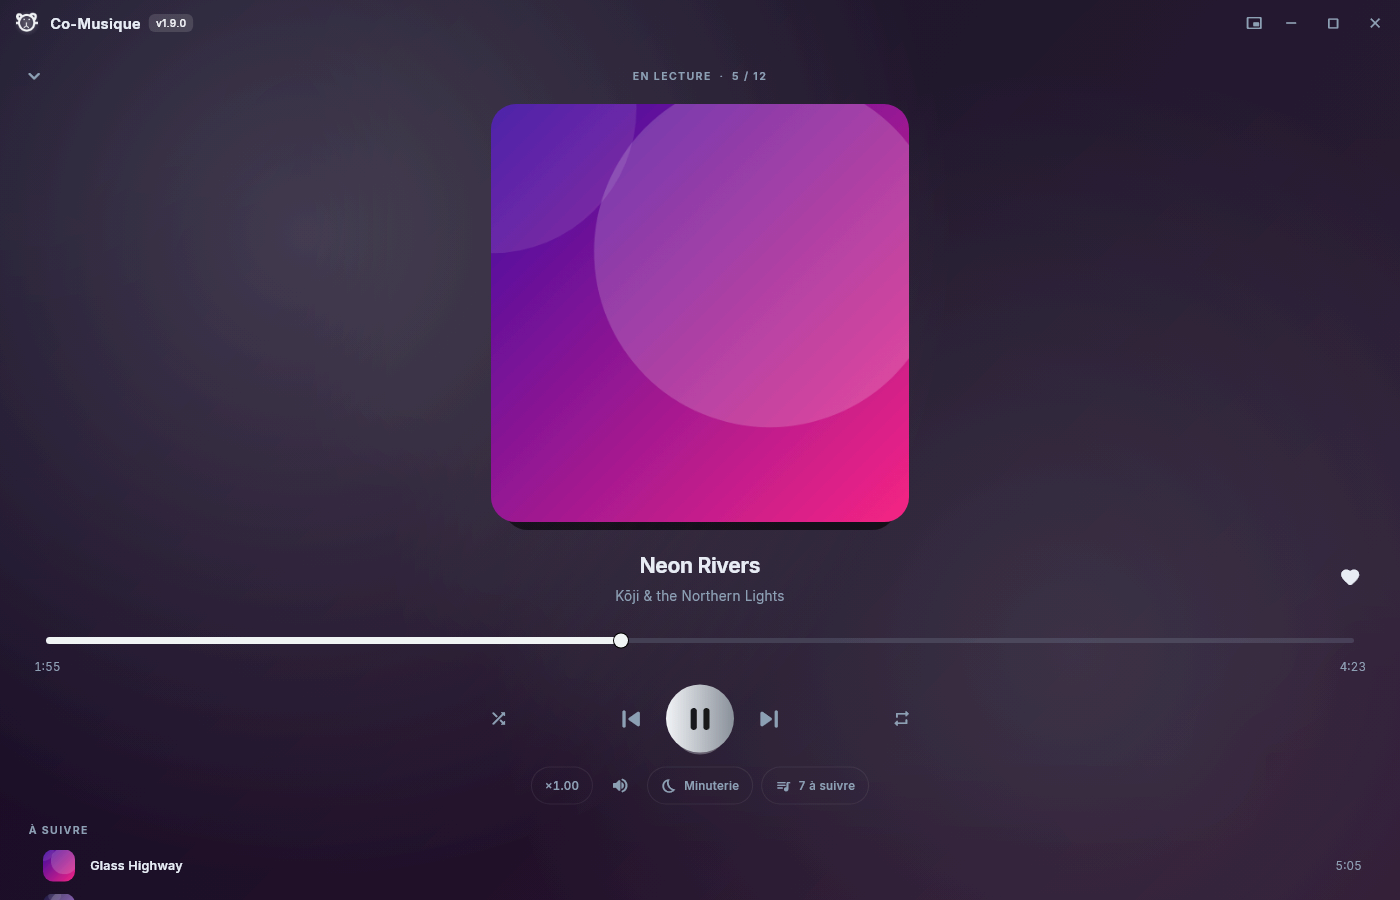 Co-Musique v1.9.0
EN LECTURE · 5 / 12
Neon Rivers
Kōji & the Northern Lights
1:55 4:23
×1.00 Minuterie 7 à suivre
À SUIVRE
Glass Highway 5:05